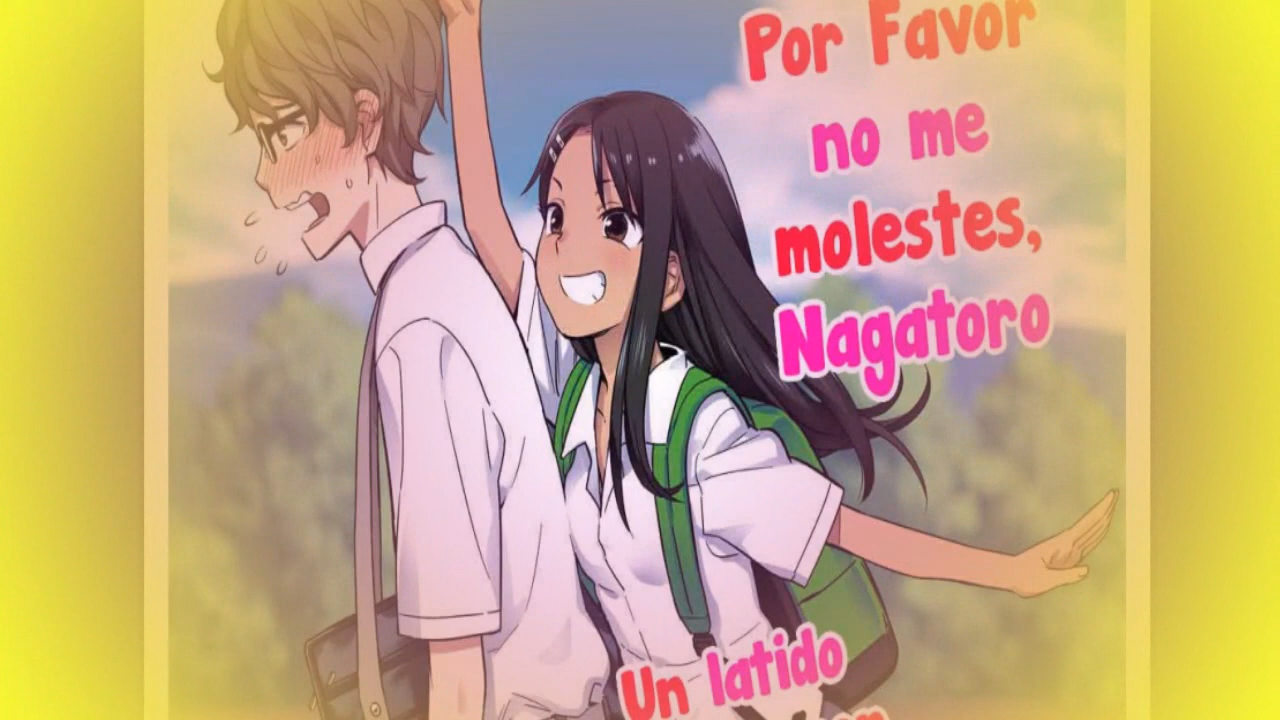 Por Favor
no me
molestes,
Nagatoro
Un latido